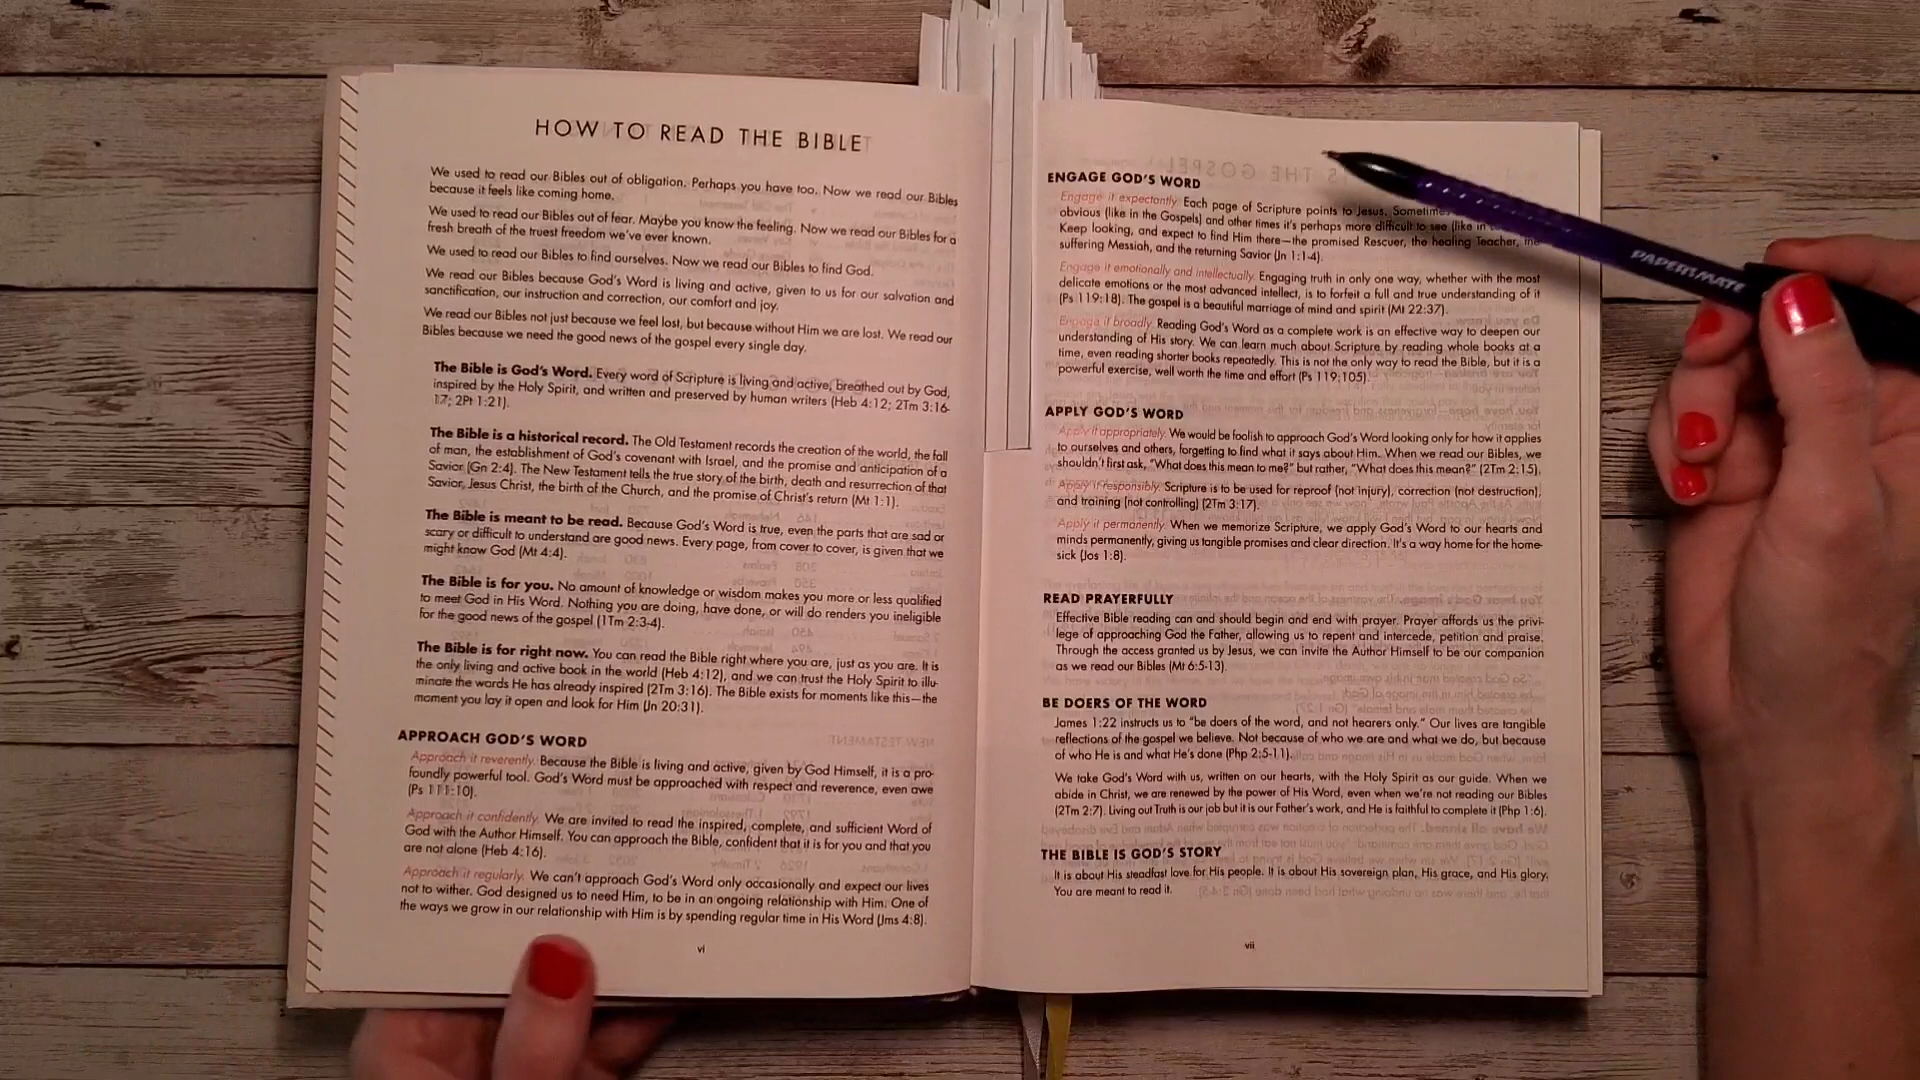 HOW TO READ THE BIBLE
We used to read our Bibles out of obligation. Perhaps you have too. Now we read our Bibles
because it feels like coming home.
We used to read our Bibles out of fear. Maybe you know the feeling. Now we read our Bibles for a
fresh breath of the truest freedom we've ever known.
We used to read our Bibles to find ourselves. Now we read our Bibles to find God.
We read our Bibles because God's Word is living and active, given to us for our salvation and
sanctification, our instruction and correction, our comfort and joy.
We read our Bibles not just because we feel lost, but because without Him we are lost. We read our
Bibles because we need the good news of the gospel every single day.
The Bible is God's Word. Every word of Scripture is living and active, breathed out by God,
inspired by the Holy Spirit, and written and preserved by human writers (Heb 4:12; 2Tm 3:16-
17; 2Pt 1:21).
The Bible is a historical record. The Old Testament records the creation of the world, the fall
of man, the establishment of God's covenant with Israel, and the promise and anticipation of a
Savior (Gn 2:4). The New Testament tells the true story of the birth, death and resurrection of that
Savior, Jesus Christ, the birth of the Church, and the promise of Christ's return (Mt 1:1).
The Bible is meant to be read. Because God's Word is true, even the parts that are sad or
scary or difficult to understand are good news. Every page, from cover to cover, is given that we
might know God (Mt 4:4).
The Bible is for you. No amount of knowledge or wisdom makes you more or less qualified
to meet God in His Word. Nothing you are doing, have done, or will do renders you ineligible
for the good news of the gospel (1Tm 2:3-4).
The Bible is for right now. You can read the Bible right where you are, just as you are. It is
the only living and active book in the world (Heb 4:12), and we can trust the Holy Spirit to illu-
minate the words He has already inspired (2Tm 3:16). The Bible exists for moments like this—the
moment you lay it open and look for Him (Jn 20:31).
APPROACH GOD'S WORD
Approach it reverently. Because the Bible is living and active, given by God Himself, it is a pro-
foundly powerful tool. God's Word must be approached with respect and reverence, even awe
(Ps 111:10).
Approach it confidently. We are invited to read the inspired, complete, and sufficient Word of
God with the Author Himself. You can approach the Bible, confident that it is for you and that you
are not alone (Heb 4:16).
Approach it regularly. We can't approach God's Word only occasionally and expect our lives
not to wither. God designed us to need Him, to be in an ongoing relationship with Him. One of
the ways we grow in our relationship with Him is by spending regular time in His Word (Jms 4:8).
vi
ENGAGE GOD'S WORD
Engage it expectantly. Each page of Scripture points to Jesus. Sometimes
obvious (like in the Gospels) and other times it's perhaps more difficult to see (like in
Keep looking, and expect to find Him there—the promised Rescuer, the healing Teacher, the
suffering Messiah, and the returning Savior (Jn 1:1-4).
Engage it emotionally and intellectually. Engaging truth in only one way, whether with the most
delicate emotions or the most advanced intellect, is to forfeit a full and true understanding of it
(Ps 119:18). The gospel is a beautiful marriage of mind and spirit (Mt 22:37).
Engage it broadly. Reading God's Word as a complete work is an effective way to deepen our
understanding of His story. We can learn much about Scripture by reading whole books at a
time, even reading shorter books repeatedly. This is not the only way to read the Bible, but it is a
powerful exercise, well worth the time and effort (Ps 119:105).
APPLY GOD'S WORD
Apply it appropriately. We would be foolish to approach God's Word looking only for how it applies
to ourselves and others, forgetting to find what it says about Him. When we read our Bibles, we
shouldn't first ask, "What does this mean to me?" but rather, "What does this mean?" (2Tm 2:15).
Apply it responsibly. Scripture is to be used for reproof (not injury), correction (not destruction),
and training (not controlling) (2Tm 3:17).
Apply it permanently. When we memorize Scripture, we apply God's Word to our hearts and
minds permanently, giving us tangible promises and clear direction. It's a way home for the home-
sick (Jos 1:8).
READ PRAYERFULLY
Effective Bible reading can and should begin and end with prayer. Prayer affords us the privi-
lege of approaching God the Father, allowing us to repent and intercede, petition and praise.
Through the access granted us by Jesus, we can invite the Author Himself to be our companion
as we read our Bibles (Mt 6:5-13).
BE DOERS OF THE WORD
James 1:22 instructs us to "be doers of the word, and not hearers only." Our lives are tangible
reflections of the gospel we believe. Not because of who we are and what we do, but because
of who He is and what He's done (Php 2:5-11).
We take God's Word with us, written on our hearts, with the Holy Spirit as our guide. When we
abide in Christ, we are renewed by the power of His Word, even when we're not reading our Bibles
(2Tm 2:7). Living out Truth is our job but it is our Father's work, and He is faithful to complete it (Php 1:6).
THE BIBLE IS GOD'S STORY
It is about His steadfast love for His people. It is about His sovereign plan, His grace, and His glory.
You are meant to read it.
vii
PAPERMATE